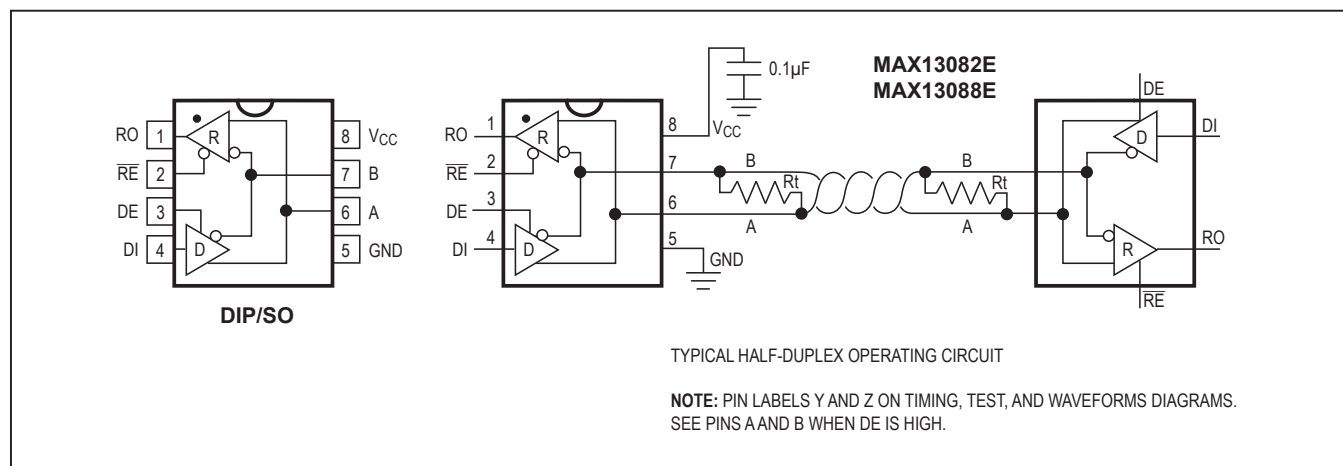 RO 1
R
8 VCC
RE 2
7 B
DE 3
6 A
DI 4
D
5 GND
DIP/SO
0.1µF
RO 1
R
8 VCC
RE 2
7 B
DE 3
6 A
DI 4
D
5 GND
Rt
B
Rt
A
MAX13082E
MAX13088E
DE
D
DI
R
RO
RE
TYPICAL HALF-DUPLEX OPERATING CIRCUIT
NOTE: PIN LABELS Y AND Z ON TIMING, TEST, AND WAVEFORMS DIAGRAMS.
SEE PINS A AND B WHEN DE IS HIGH.